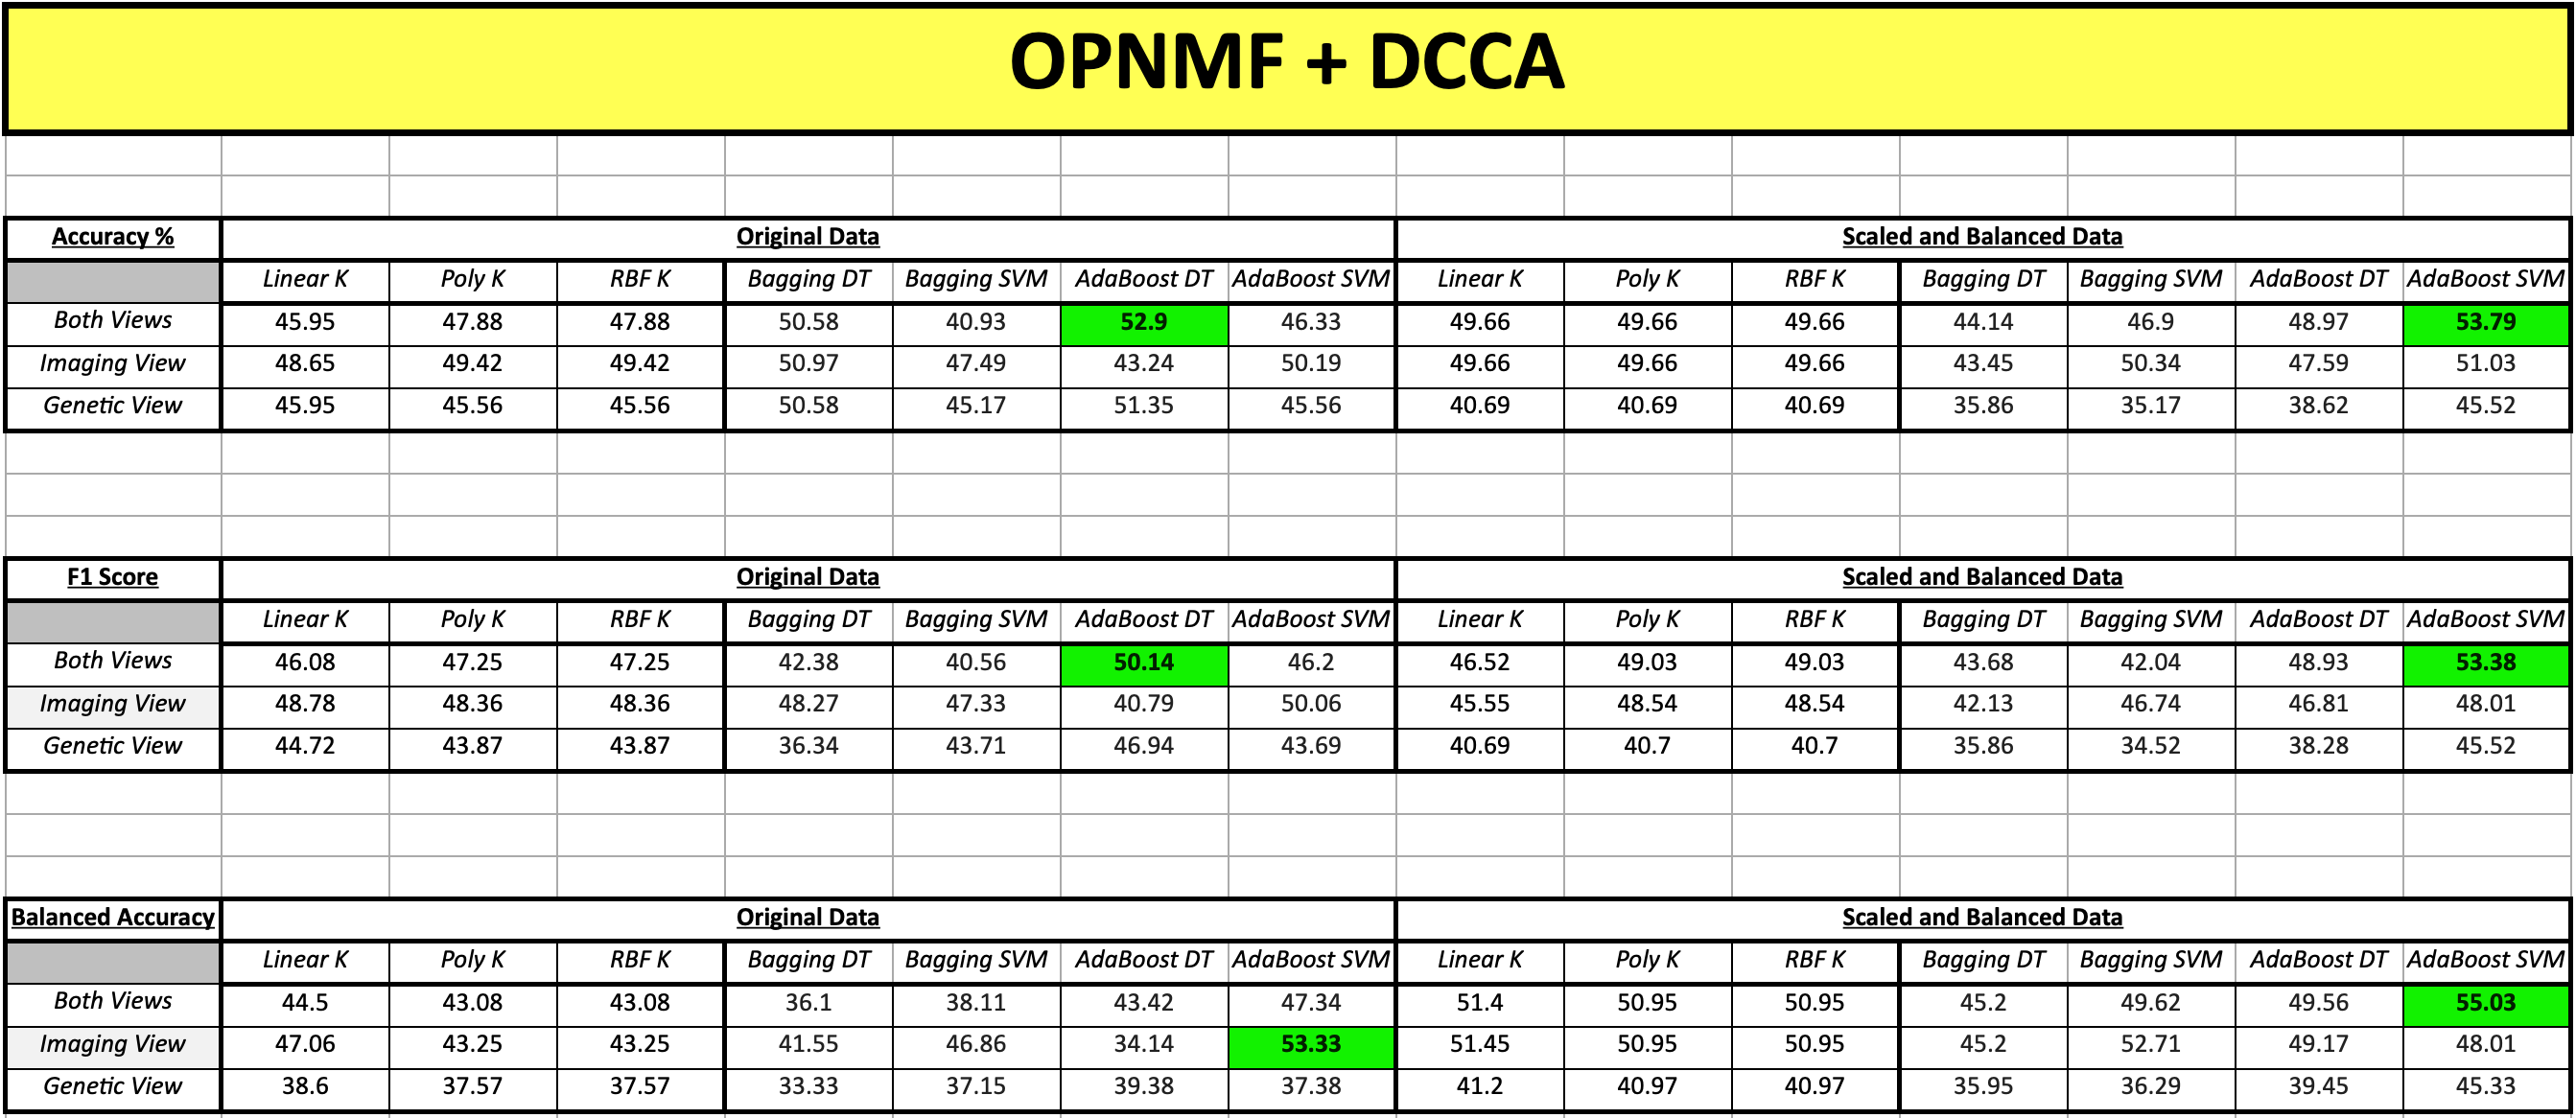 OPNMF + DCCA
Accuracy % Original Data Scaled and Balanced Data
Linear K Poly K RBF K Bagging DT Bagging SVM AdaBoost DT AdaBoost SVM Linear K Poly K RBF K Bagging DT Bagging SVM AdaBoost DT AdaBoost SVM
Both Views 45.95 47.88 47.88 50.58 40.93 52.9 46.33 49.66 49.66 49.66 44.14 46.9 48.97 53.79
Imaging View 48.65 49.42 49.42 50.97 47.49 43.24 50.19 49.66 49.66 49.66 43.45 50.34 47.59 51.03
Genetic View 45.95 45.56 45.56 50.58 45.17 51.35 45.56 40.69 40.69 40.69 35.86 35.17 38.62 45.52
F1 Score Original Data Scaled and Balanced Data
Linear K Poly K RBF K Bagging DT Bagging SVM AdaBoost DT AdaBoost SVM Linear K Poly K RBF K Bagging DT Bagging SVM AdaBoost DT AdaBoost SVM
Both Views 46.08 47.25 47.25 42.38 40.56 50.14 46.2 46.52 49.03 49.03 43.68 42.04 48.93 53.38
Imaging View 48.78 48.36 48.36 48.27 47.33 40.79 50.06 45.55 48.54 48.54 42.13 46.74 46.81 48.01
Genetic View 44.72 43.87 43.87 36.34 43.71 46.94 43.69 40.69 40.7 40.7 35.86 34.52 38.28 45.52
Balanced Accuracy Original Data Scaled and Balanced Data
Linear K Poly K RBF K Bagging DT Bagging SVM AdaBoost DT AdaBoost SVM Linear K Poly K RBF K Bagging DT Bagging SVM AdaBoost DT AdaBoost SVM
Both Views 44.5 43.08 43.08 36.1 38.11 43.42 47.34 51.4 50.95 50.95 45.2 49.62 49.56 55.03
Imaging View 47.06 43.25 43.25 41.55 46.86 34.14 53.33 51.45 50.95 50.95 45.2 52.71 49.17 48.01
Genetic View 38.6 37.57 37.57 33.33 37.15 39.38 37.38 41.2 40.97 40.97 35.95 36.29 39.45 45.33